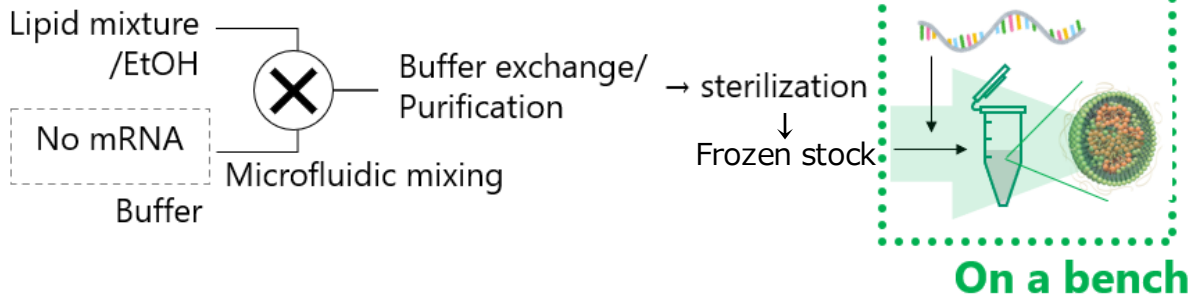 Lipid mixture
/EtOH
No mRNA
Buffer
Microfluidic mixing
Buffer exchange/
Purification
→ sterilization
↓
Frozen stock
On a bench